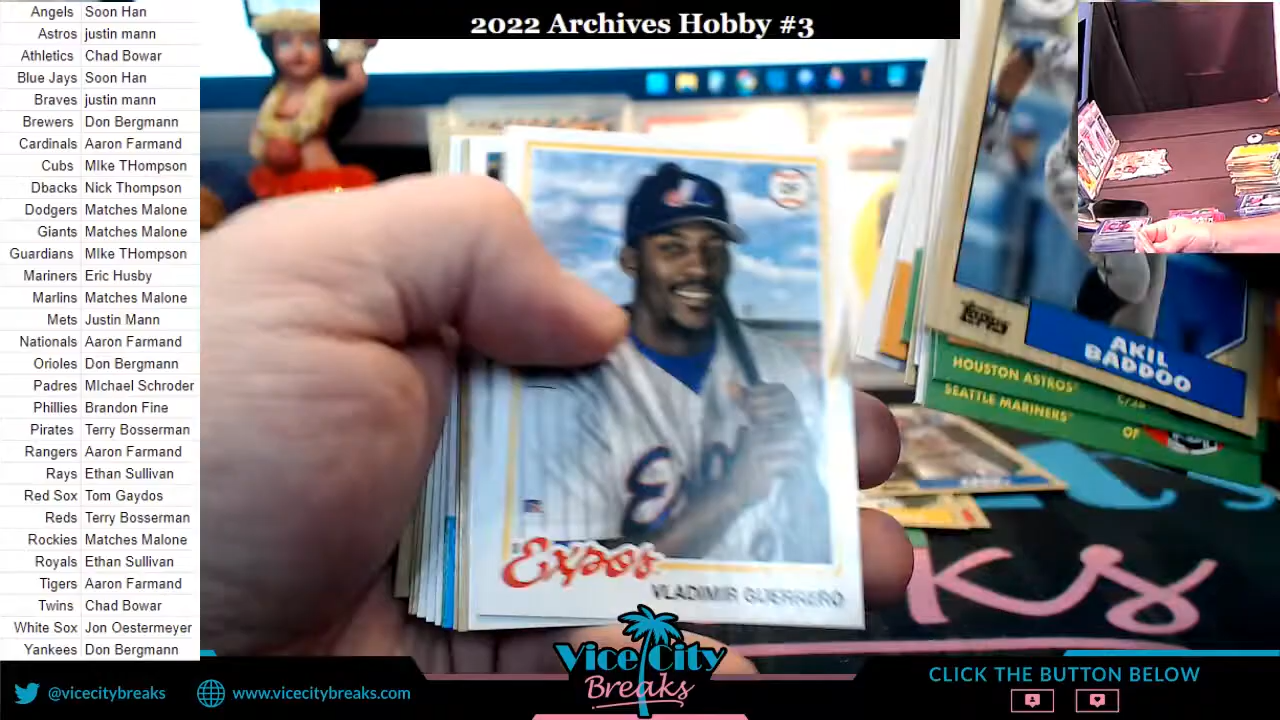 2022 Archives Hobby #3
Angels Soon Han
Astros justin mann
Athletics Chad Bowar
Blue Jays Soon Han
Braves justin mann
Brewers Don Bergmann
Cardinals Aaron Farmand
Cubs MIke THompson
Dbacks Nick Thompson
Dodgers Matches Malone
Giants Matches Malone
Guardians MIke THompson
Mariners Eric Husby
Marlins Matches Malone
Mets Justin Mann
Nationals Aaron Farmand
Orioles Don Bergmann
Padres MIchael Schroder
Phillies Brandon Fine
Pirates Terry Bosserman
Rangers Aaron Farmand
Rays Ethan Sullivan
Red Sox Tom Gaydos
Reds Terry Bosserman
Rockies Matches Malone
Royals Ethan Sullivan
Tigers Aaron Farmand
Twins Chad Bowar
White Sox Jon Oestermeyer
Yankees Don Bergmann
OF
Expos
Expos
VLADIMIR GUERRERO
Topps
AKIL
BADDOO
HOUSTON ASTROS
SEATTLE MARINERS
OF
ks
Vice City
Breaks
@vicecitybreaks
www.vicecitybreaks.com
CLICK THE BUTTON BELOW